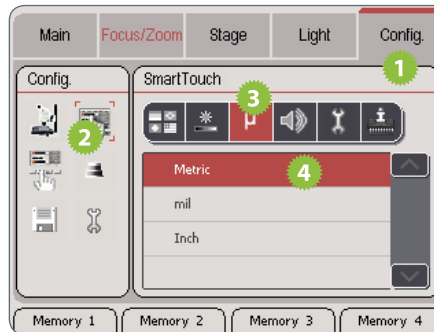 Main Focus/Zoom Stage Light Config.
Config. SmartTouch
1
2
3
µ
4
Metric
mil
Inch
Memory 1 Memory 2 Memory 3 Memory 4